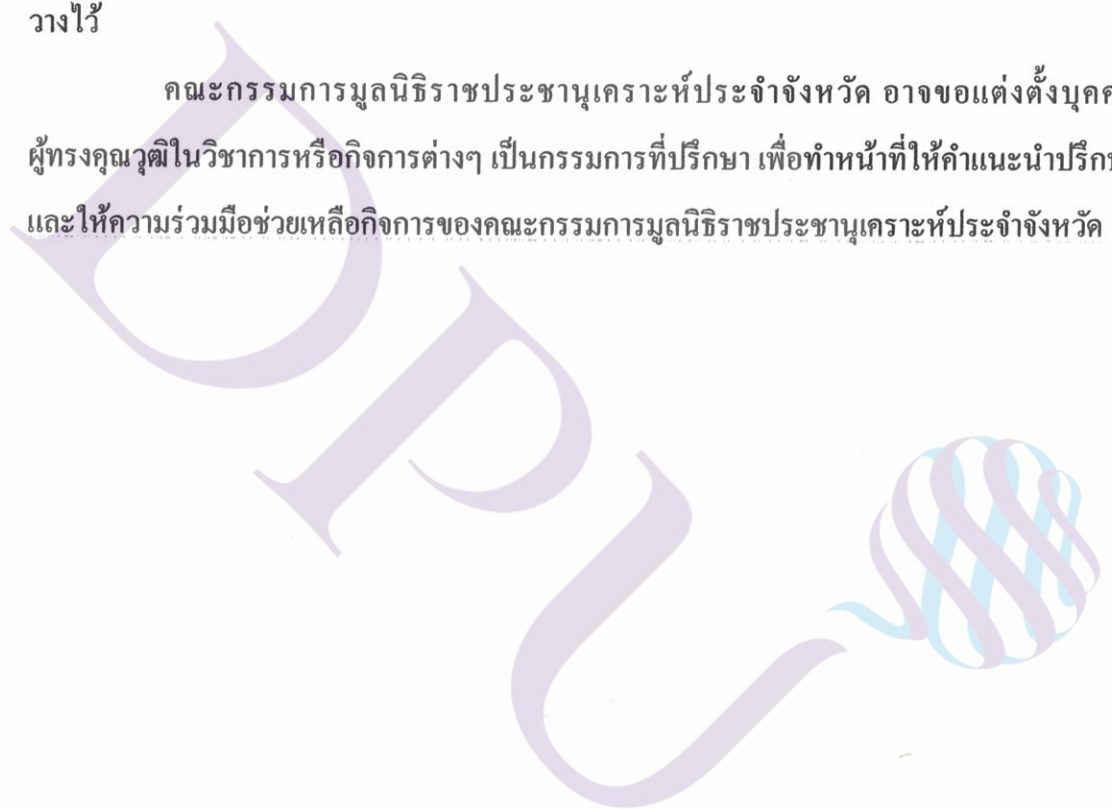 วางไว้
คณะกรรมการมูลนิธิราชประชานุเคราะห์ประจำจังหวัด อาจขอแต่งตั้งบุคค
ผู้ทรงคุณวุฒิในวิชาการหรือกิจการต่างๆ เป็นกรรมการที่ปรึกษา เพื่อทำหน้าที่ให้คำแนะนำปรึกษ
และให้ความร่วมมือช่วยเหลือกิจการของคณะกรรมการมูลนิธิราชประชานุเคราะห์ประจำจังหวัด
DPU